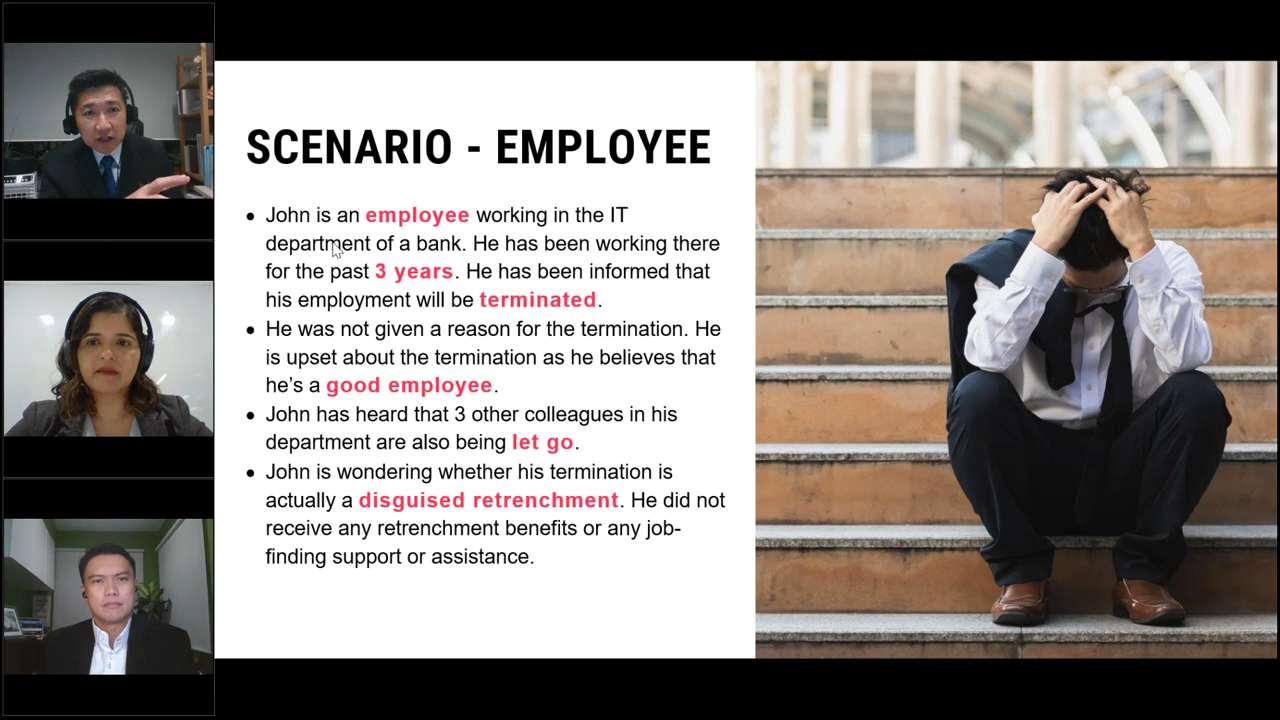 SCENARIO - EMPLOYEE
John is an employee working in the IT
department of a bank. He has been working there
for the past 3 years. He has been informed that
his employment will be terminated.
He was not given a reason for the termination. He
is upset about the termination as he believes that
he's a good employee.
John has heard that 3 other colleagues in his
department are also being let go.
John is wondering whether his termination is
actually a disguised retrenchment. He did not
receive any retrenchment benefits or any job-
finding support or assistance.